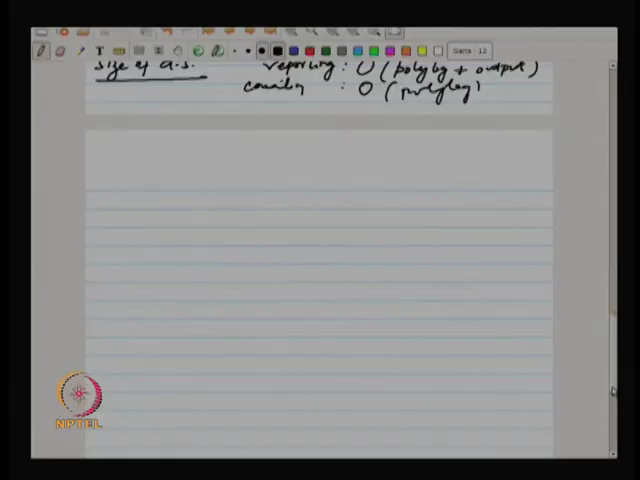 Size of d.s. reporting : O (polylog + output)
counting : O (polylog)
Sans 12
NPTEL